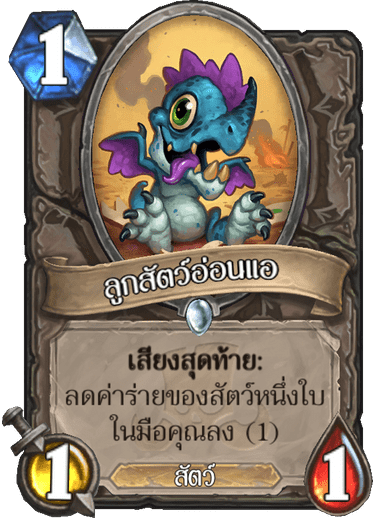 1
ลูกสัตว์อ่อนแอ
เสียงสุดท้าย:
ลดค่าร่ายของสัตว์หนึ่งใบ
ในมือคุณลง (1)
1
สัตว์
1